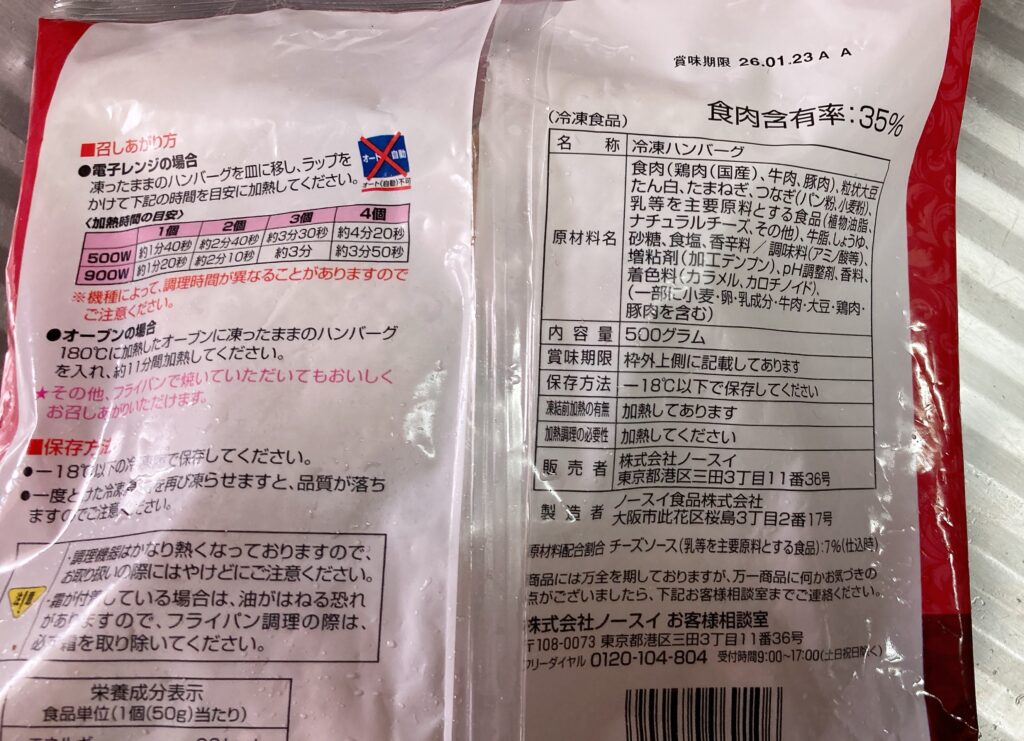 ■召しあがり方
●電子レンジの場合
凍ったままのハンバーグを皿に移し、ラップを
かけて下記の時間を目安に加熱してください。
オート 自動
オート(自動)不可
〈加熱時間の目安〉
1個 2個 3個 4個
500W 約1分40秒 約2分40秒 約3分30秒 約4分20秒
900W 約1分20秒 約2分10秒 約3分 約3分50秒
※機種によって、調理時間が異なることがありますので
ご注意ください。
●オーブンの場合
180℃に加熱したオーブンに凍ったままのハンバーグ
を入れ、約11分間加熱してください。
★その他、フライパンで焼いていただいてもおいしく
お召しあがりいただけます。
■保存方法
●－18℃以下の冷凍庫で保存してください。
●一度とけた冷凍食品を再び凍らせますと、品質が落ち
ますのでご注意ください。
注意
・調理機器はかなり熱くなっておりますので、
お取り扱いの際にはやけどにご注意ください。
・霜が付着している場合は、油がはねる恐れ
がありますので、フライパン調理の際は、
必ず霜を取り除いてください。
栄養成分表示
食品単位(1個(50g)当たり)
賞味期限 26.01.23 A A
(冷凍食品)
食肉含有率:35%
名称 冷凍ハンバーグ
原材料名
食肉(鶏肉(国産)、牛肉、豚肉)、粒状大豆
たん白、たまねぎ、つなぎ(パン粉、小麦粉)、
乳等を主要原料とする食品(植物油脂、
ナチュラルチーズ、その他)、牛脂、しょうゆ、
砂糖、食塩、香辛料／調味料(アミノ酸等)、
増粘剤(加工デンプン)、pH調整剤、香料、
着色料(カラメル、カロチノイド)、
(一部に小麦・卵・乳成分・牛肉・大豆・鶏肉・
豚肉を含む)
内容量 500グラム
賞味期限 枠外上側に記載してあります
保存方法 －18℃以下で保存してください
凍結前加熱の有無 加熱してあります
加熱調理の必要性 加熱してください
販売者 株式会社ノースイ
東京都港区三田3丁目11番36号
製造者 ノースイ食品株式会社
大阪市此花区桜島3丁目2番17号
原材料配合割合 チーズソース(乳等を主要原料とする食品):7%(仕込時)
商品には万全を期しておりますが、万一商品に何かお気づきの
点がございましたら、下記お客様相談室までご連絡ください。
株式会社ノースイ お客様相談室
〒108-0073 東京都港区三田3丁目11番36号
フリーダイヤル 0120-104-804 受付時間9:00~17:00(土日祝日除く)